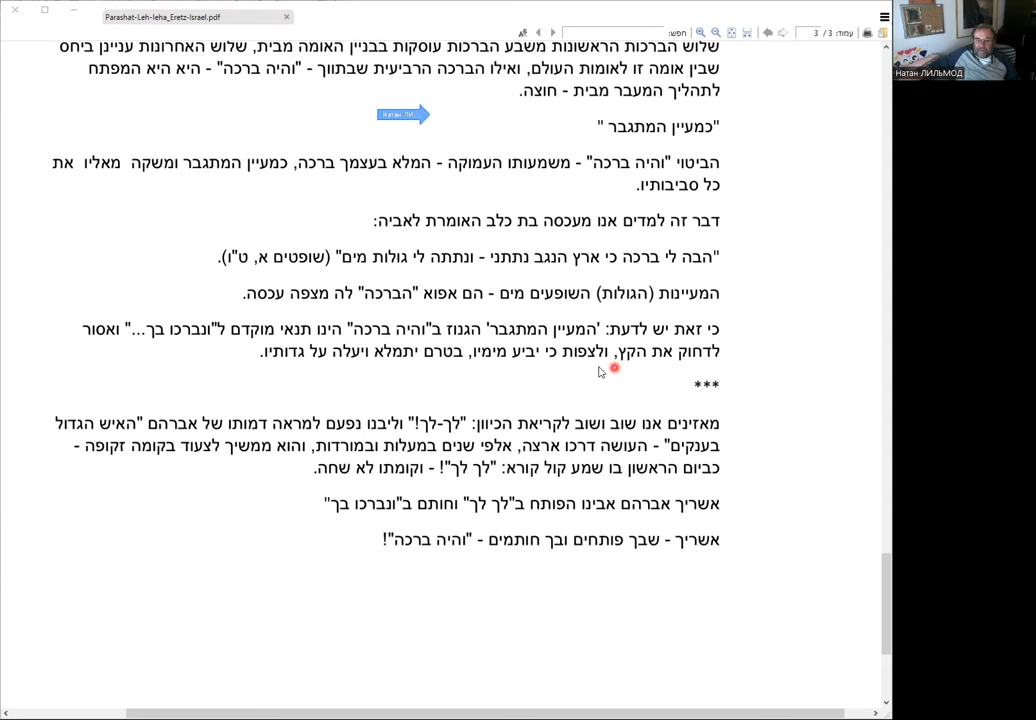 Parashat-Leh-leha_Eretz-Israel.pdf
עמוד: 3 / 3
חפש:
שלוש הברכות הראשונות משבע הברכות עוסקות בבניין האומה מבית, שלוש האחרונות עניינן ביחס
שבין אומה זו לאומות העולם, ואילו הברכה הרביעית שבתווך - "והיה ברכה" - היא היא המפתח
לתהליך המעבר מבית - חוצה.
Натан ЛИ...
"כמעיין המתגבר "
הביטוי "והיה ברכה" - משמעותו העמוקה - המלא בעצמך ברכה, כמעיין המתגבר ומשקה מאליו את
כל סביבותיו.
דבר זה למדים אנו מעכסה בת כלב האומרת לאביה:
"הבה לי ברכה כי ארץ הנגב נתתני - ונתתה לי גולות מים" (שופטים א, ט"ו).
המעיינות (הגולות) השופעים מים - הם אפוא "הברכה" לה מצפה עכסה.
כי זאת יש לדעת: 'המעיין המתגבר' הגנוז ב"והיה ברכה" הינו תנאי מוקדם ל"ונברכו בך..." ואסור
לדחוק את הקץ, ולצפות כי יביע מימיו, בטרם יתמלא ויעלה על גדותיו.
***
מאזינים אנו שוב ושוב לקריאת הכיוון: "לך-לך!" וליבנו נפעם למראה דמותו של אברהם "האיש הגדול
בענקים" - העושה דרכו ארצה, אלפי שנים במעלות ובמורדות, והוא ממשיך לצעוד בקומה זקופה -
כביום הראשון בו שמע קול קורא: "לך לך"! - וקומתו לא שחה.
אשריך אברהם אבינו הפותח ב"לך לך" וחותם ב"ונברכו בך"
אשריך - שבך פותחים ובך חותמים - "והיה ברכה"!
Натан ЛИЛЬМОД